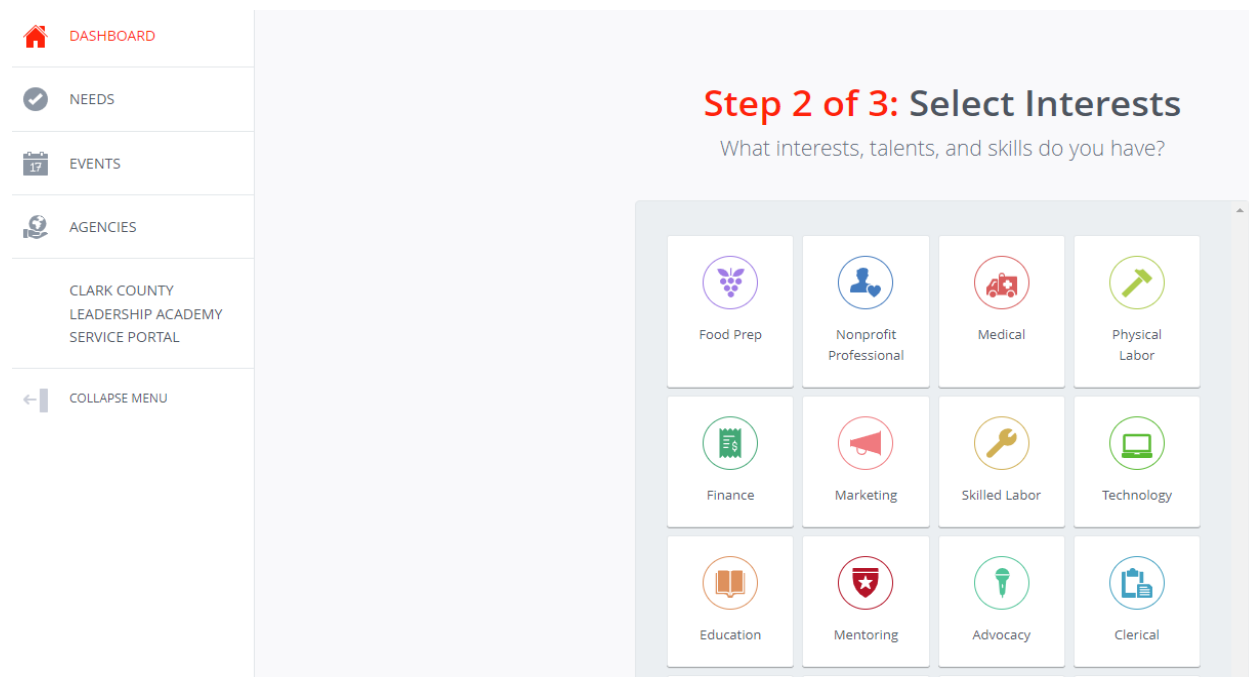 DASHBOARD
NEEDS
17
EVENTS
AGENCIES
CLARK COUNTY
LEADERSHIP ACADEMY
SERVICE PORTAL
COLLAPSE MENU
Step 2 of 3: Select Interests
What interests, talents, and skills do you have?
Food Prep
Nonprofit
Professional
Medical
Physical
Labor
$
Finance
Marketing
Skilled Labor
Technology
Education
Mentoring
Advocacy
Clerical